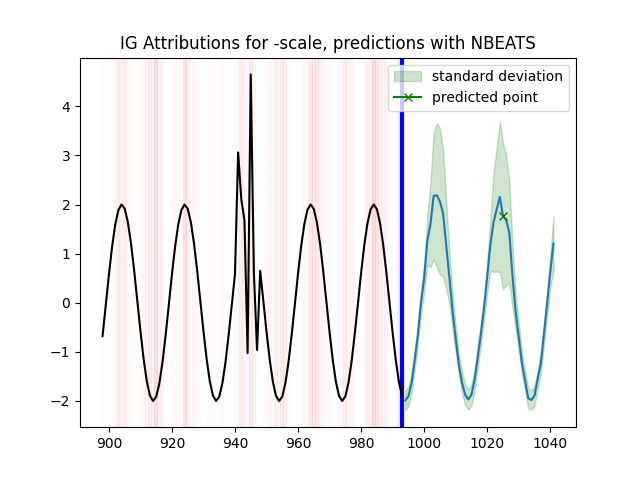 IG Attributions for -scale, predictions with NBEATS
standard deviation
predicted point
4
3
2
1
0
−1
−2
900 920 940 960 980 1000 1020 1040